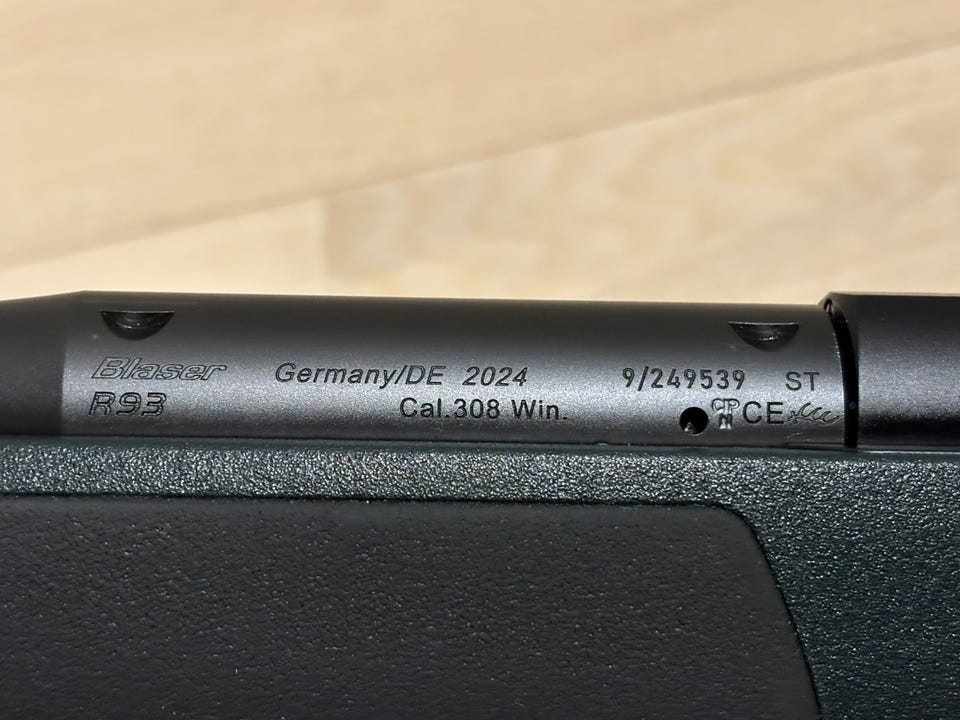 Blaser Germany/DE 2024 9/249539 ST
R93 Cal.308 Win. CE